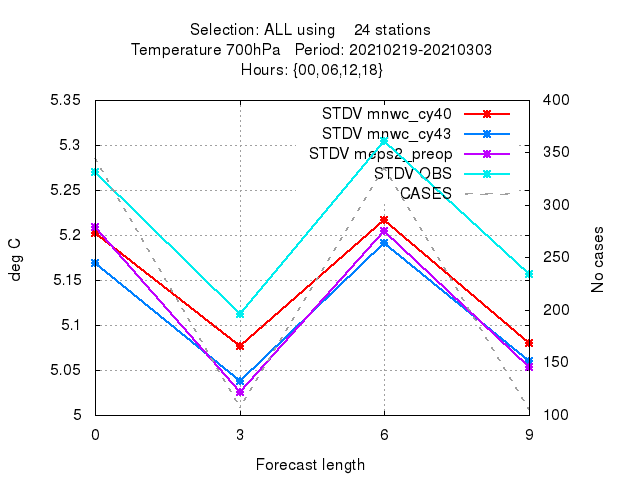 Selection: ALL using    24 stations
Temperature 700hPa   Period: 20210219-20210303
Hours: {00,06,12,18}
5.35
5.3
5.25
5.2
5.15
5.1
5.05
5
400
350
300
250
200
150
100
STDV mnwc_cy40
STDV mnwc_cy43
STDV meps2_preop
STDV OBS
CASES
deg C
No cases
0 3 6 9
Forecast length